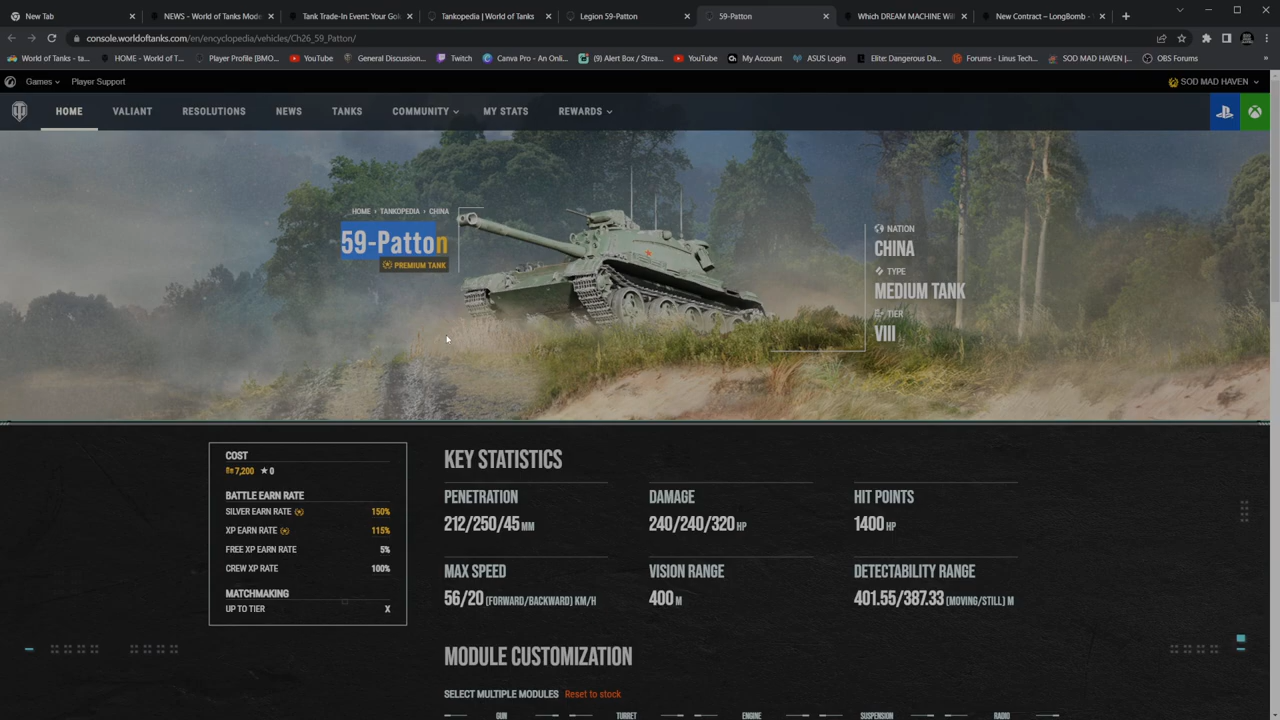 New Tab
NEWS - World of Tanks Mode
Tank Trade-In Event: Your Gol
Tankopedia | World of Tanks
Legion 59-Patton
59-Patton
Which DREAM MACHINE Wil
New Contract – LongBomb -
console.worldoftanks.com/en/encyclopedia/vehicles/Ch26_59_Patton/
World of Tanks - ta...
HOME - World of T...
Player Profile [BMO...
YouTube
General Discussion...
Twitch
Canva Pro - An Onli...
(9) Alert Box / Strea...
YouTube
My Account
ASUS Login
Elite: Dangerous Da...
Forums - Linus Tech...
SOD MAD HAVEN |...
OBS Forums
»
Games
Player Support
SOD MAD HAVEN
HOME
VALIANT
RESOLUTIONS
NEWS
TANKS
COMMUNITY
MY STATS
REWARDS
HOME › TANKOPEDIA › CHINA
59-Patton
PREMIUM TANK
NATION
CHINA
TYPE
MEDIUM TANK
TIER
VIII
COST
7,200 ★ 0
BATTLE EARN RATE
SILVER EARN RATE 150%
XP EARN RATE 115%
FREE XP EARN RATE 5%
CREW XP RATE 100%
MATCHMAKING
UP TO TIER X
KEY STATISTICS
PENETRATION
212/250/45 MM
DAMAGE
240/240/320 HP
HIT POINTS
1400 HP
MAX SPEED
56/20 (FORWARD/BACKWARD) KM/H
VISION RANGE
400 M
DETECTABILITY RANGE
401.55/387.33 (MOVING/STILL) M
MODULE CUSTOMIZATION
SELECT MULTIPLE MODULES Reset to stock
GUN
TURRET
ENGINE
SUSPENSION
RADIO